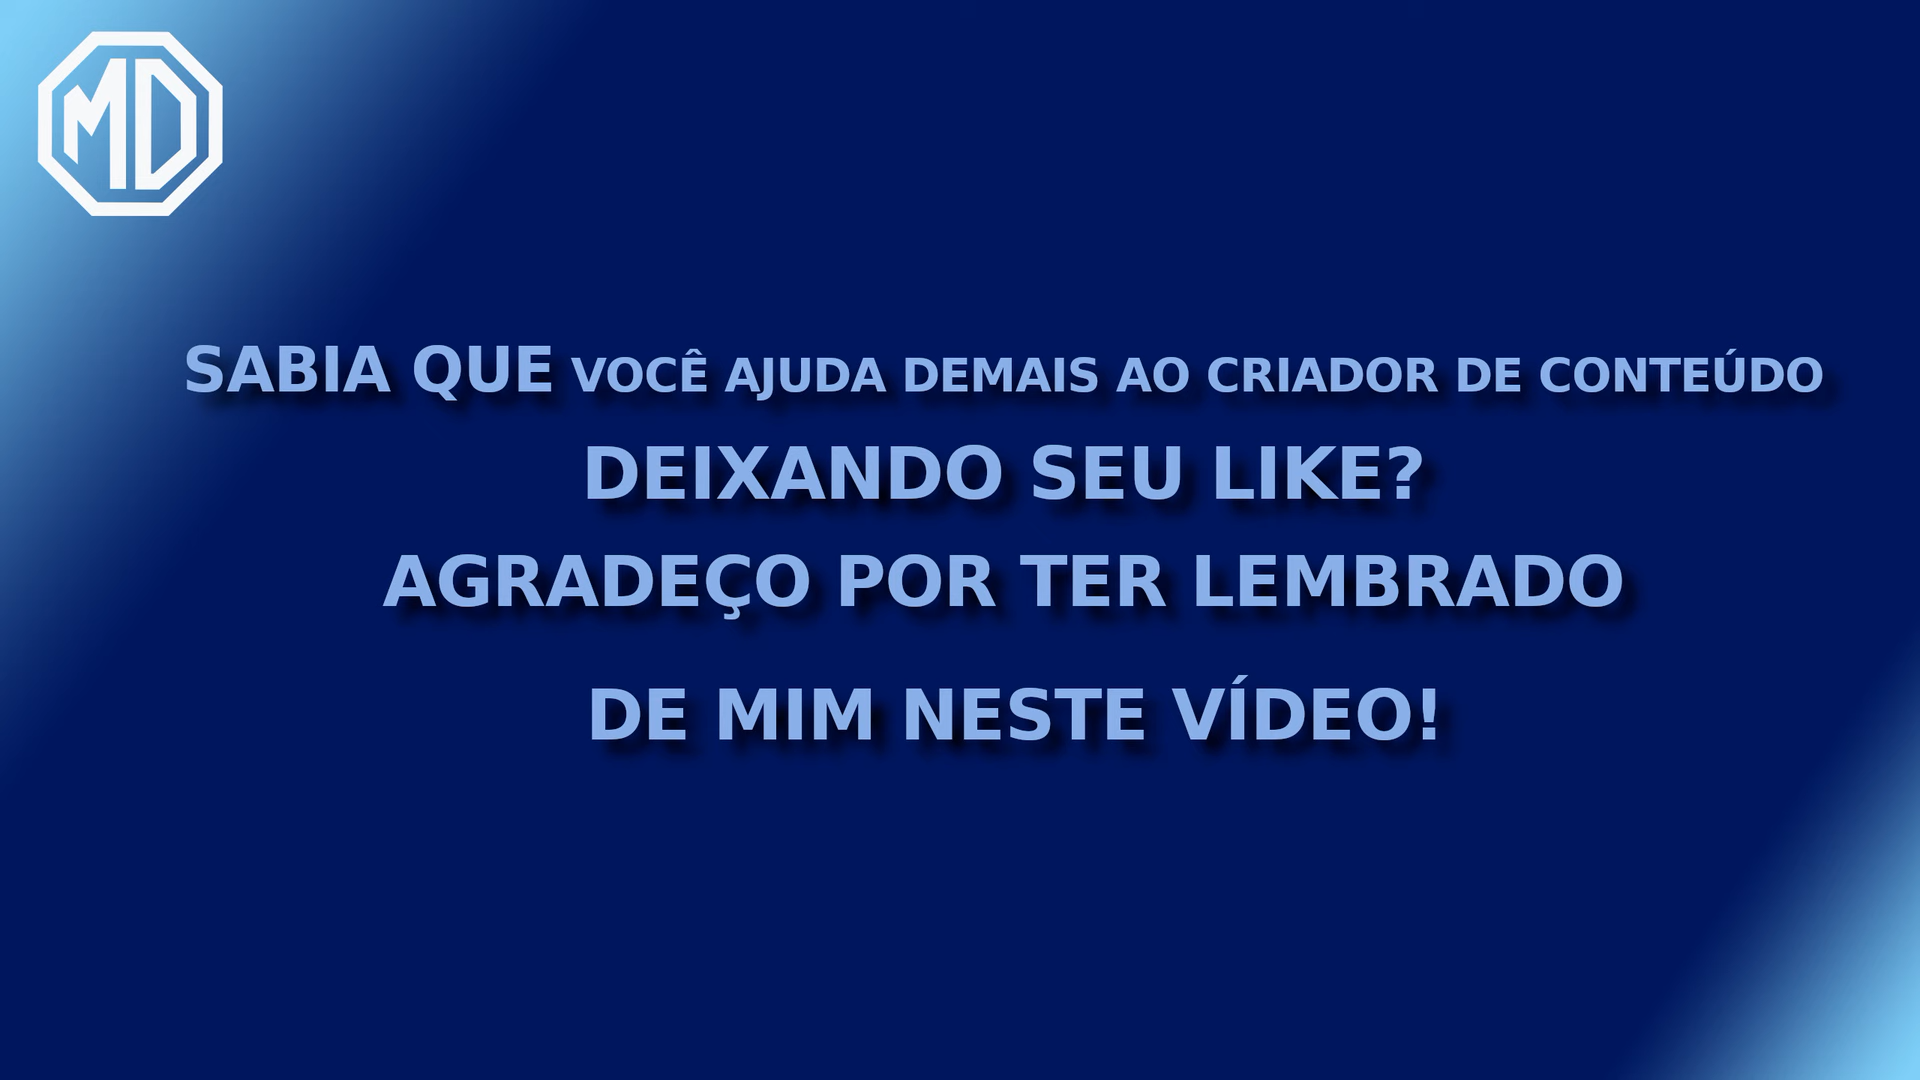 MD
SABIA QUE VOCÊ AJUDA DEMAIS AO CRIADOR DE CONTEÚDO
DEIXANDO SEU LIKE?
AGRADEÇO POR TER LEMBRADO
DE MIM NESTE VÍDEO!